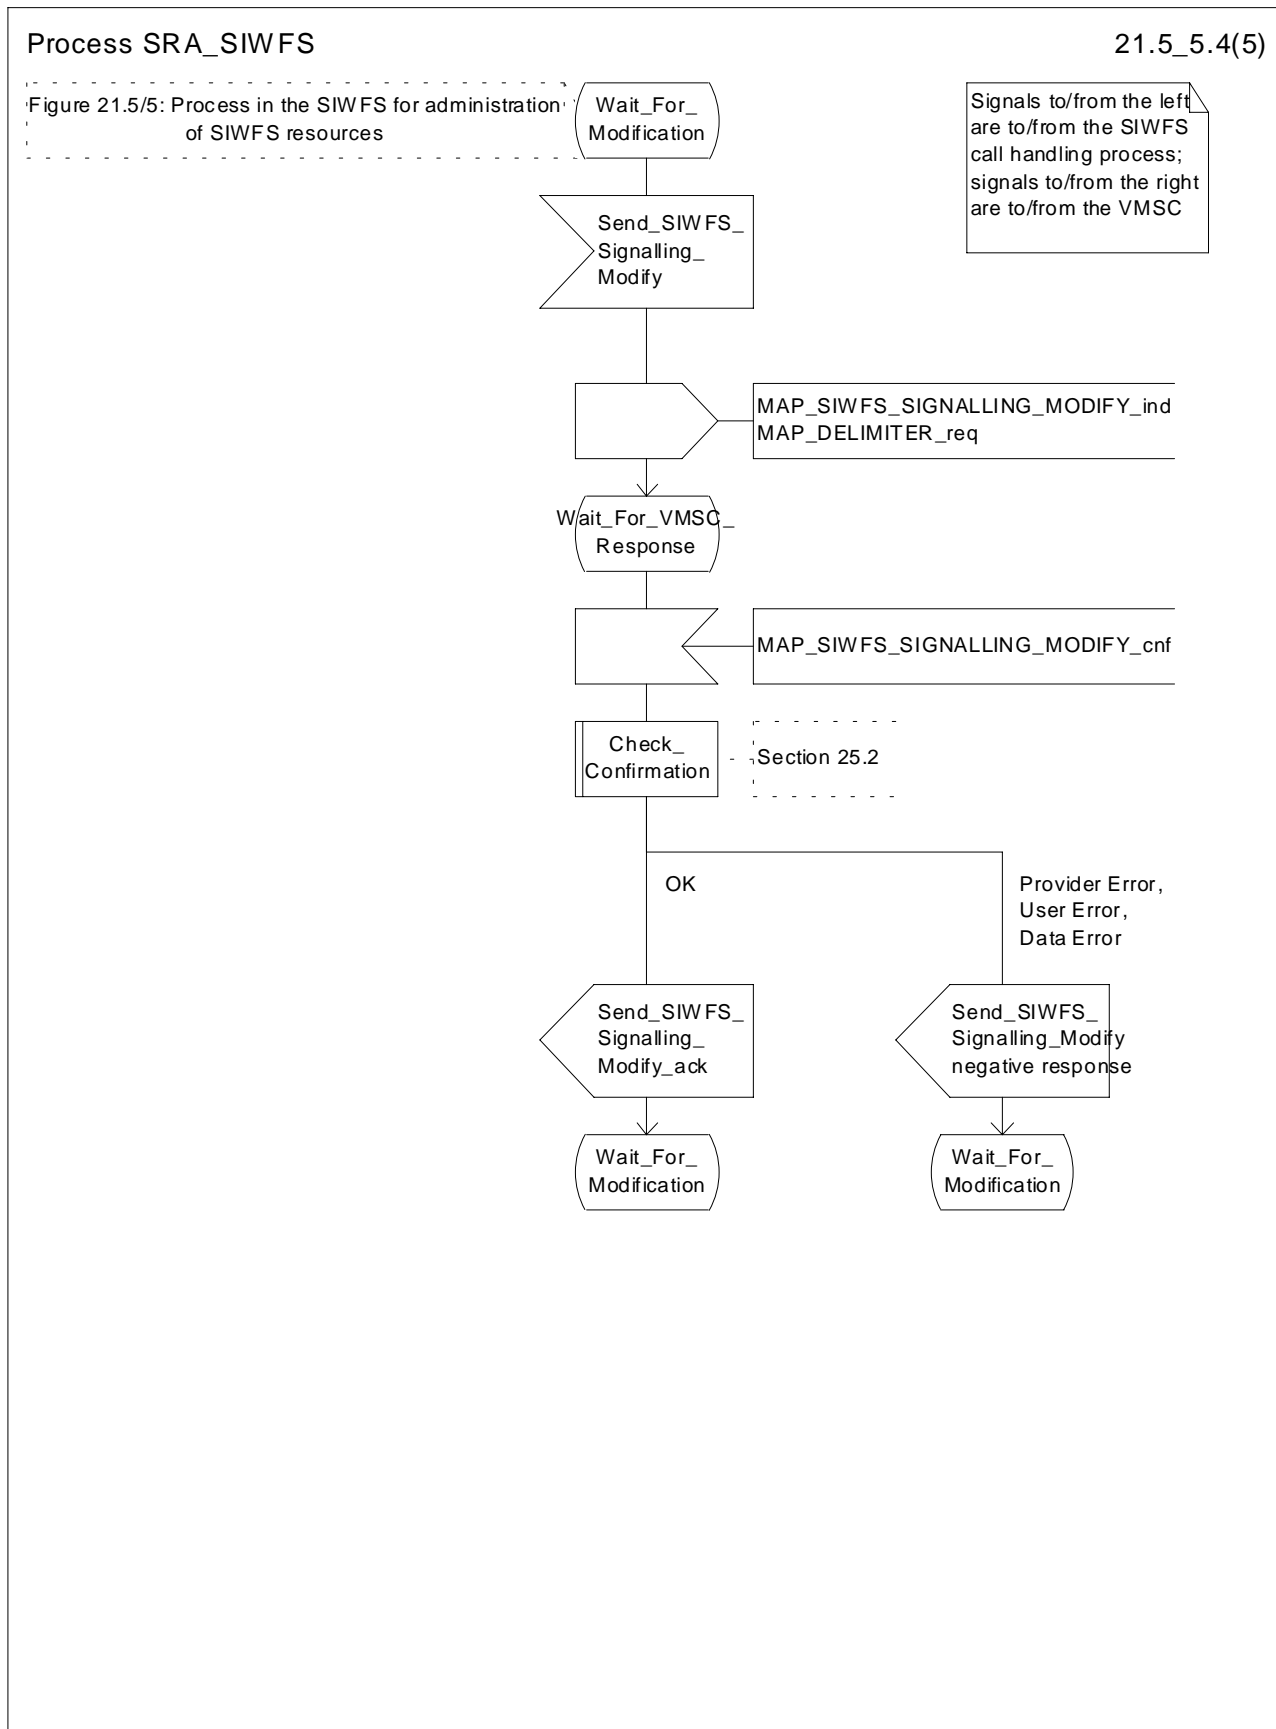 Process SRA_SIWFS
21.5_5.4(5)
Figure 21.5/5: Process in the SIWFS for administration
of SIWFS resources
Wait_For_
Modification
Signals to/from the left
are to/from the SIWFS
call handling process;
signals to/from the right
are to/from the VMSC
Send_SIWFS_
Signalling_
Modify
MAP_SIWFS_SIGNALLING_MODIFY_ind
MAP_DELIMITER_req
Wait_For_VMSC_
Response
MAP_SIWFS_SIGNALLING_MODIFY_cnf
Check_
Confirmation
Section 25.2
OK
Provider Error,
User Error,
Data Error
Send_SIWFS_
Signalling_
Modify_ack
Send_SIWFS_
Signalling_Modify
negative response
Wait_For_
Modification
Wait_For_
Modification